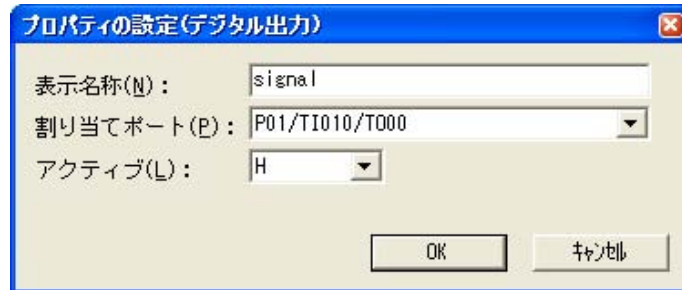 プロパティの設定(デジタル出力)
表示名称(N)： signal
割り当てポート(P)： P01/TI010/TO00
アクティブ(L)： H
OK ｷｬﾝｾﾙ